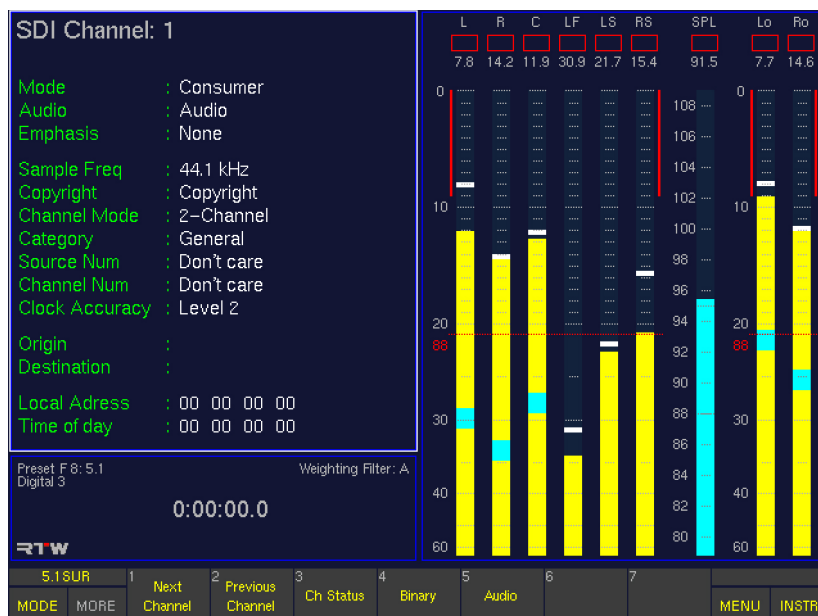 SDI Channel: 1
Mode : Consumer
Audio : Audio
Emphasis : None
Sample Freq : 44.1 kHz
Copyright : Copyright
Channel Mode : 2-Channel
Category : General
Source Num : Don't care
Channel Num : Don't care
Clock Accuracy : Level 2
Origin :
Destination :
Local Adress : 00 00 00 00
Time of day : 00 00 00 00
Preset F 8: 5.1 Weighting Filter: A
Digital 3
0:00:00.0
RTW
L R C LF LS RS SPL Lo Ro
7.8 14.2 11.9 30.9 21.7 15.4 91.5 7.7 14.6
0 0
108
106
104
102
10 10
100
98
96
94
20 20
88 88
92
90
88
30 30
86
84
40 40
82
80
60 60
5.1SUR 1 Next 2 Previous 3 Ch Status 4 Binary 5 Audio 6 7
MODE MORE Channel Channel MENU INSTR